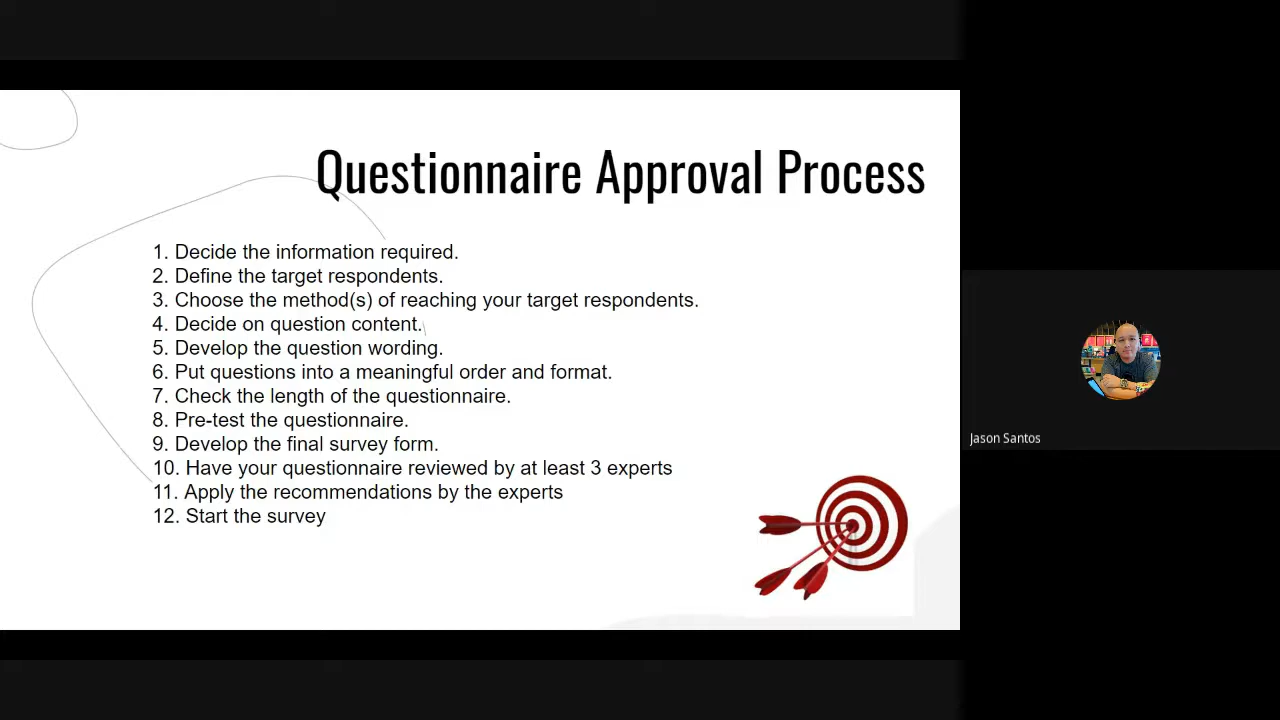 Questionnaire Approval Process
1. Decide the information required.
2. Define the target respondents.
3. Choose the method(s) of reaching your target respondents.
4. Decide on question content.
5. Develop the question wording.
6. Put questions into a meaningful order and format.
7. Check the length of the questionnaire.
8. Pre-test the questionnaire.
9. Develop the final survey form.
10. Have your questionnaire reviewed by at least 3 experts
11. Apply the recommendations by the experts
12. Start the survey
Jason Santos